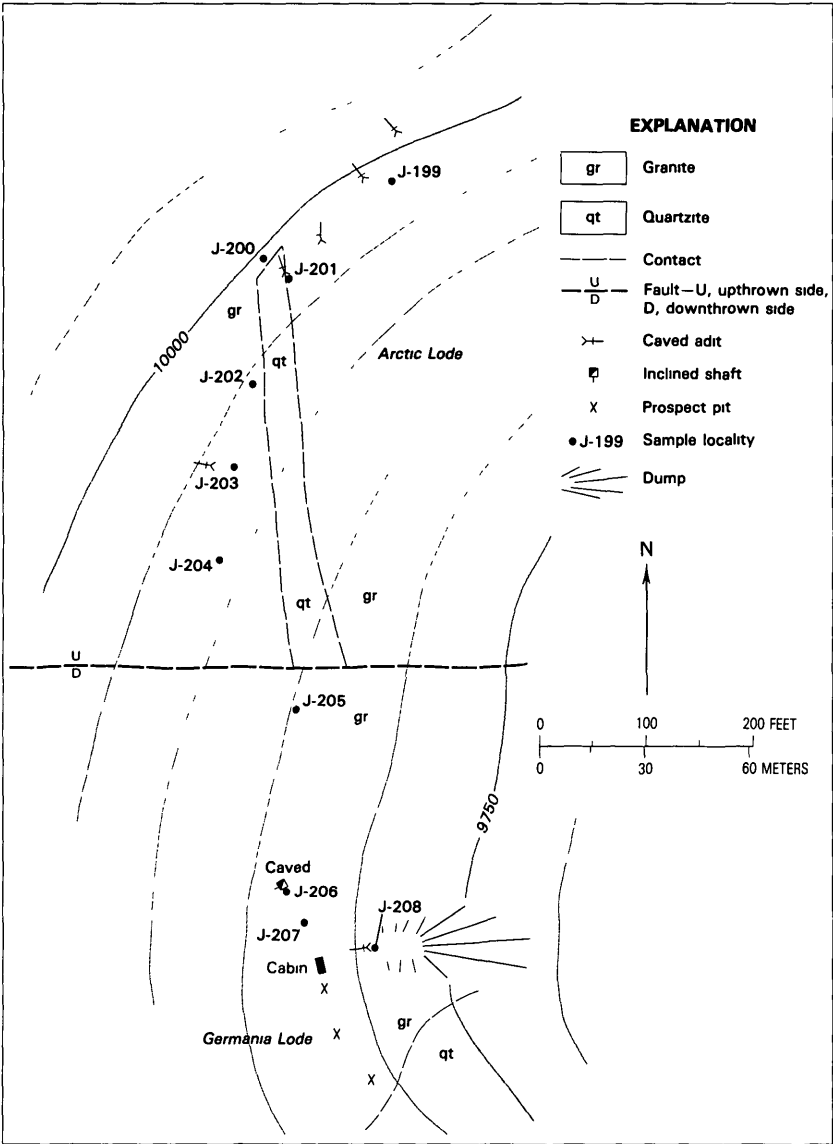 EXPLANATION
gr Granite
qt Quartzite
Contact
U
D
Fault—U, upthrown side,
D, downthrown side
Caved adit
Inclined shaft
X Prospect pit
J-199 Sample locality
Dump
J-199
J-200
J-201
gr
10000
qt
Arctic Lode
J-202
J-203
J-204
gr
qt
U
D
N
J-205
gr
0 100 200 FEET
0 30 60 METERS
9750
Caved
J-206
J-208
J-207
Cabin
X
gr
Germania Lode
X
qt
X